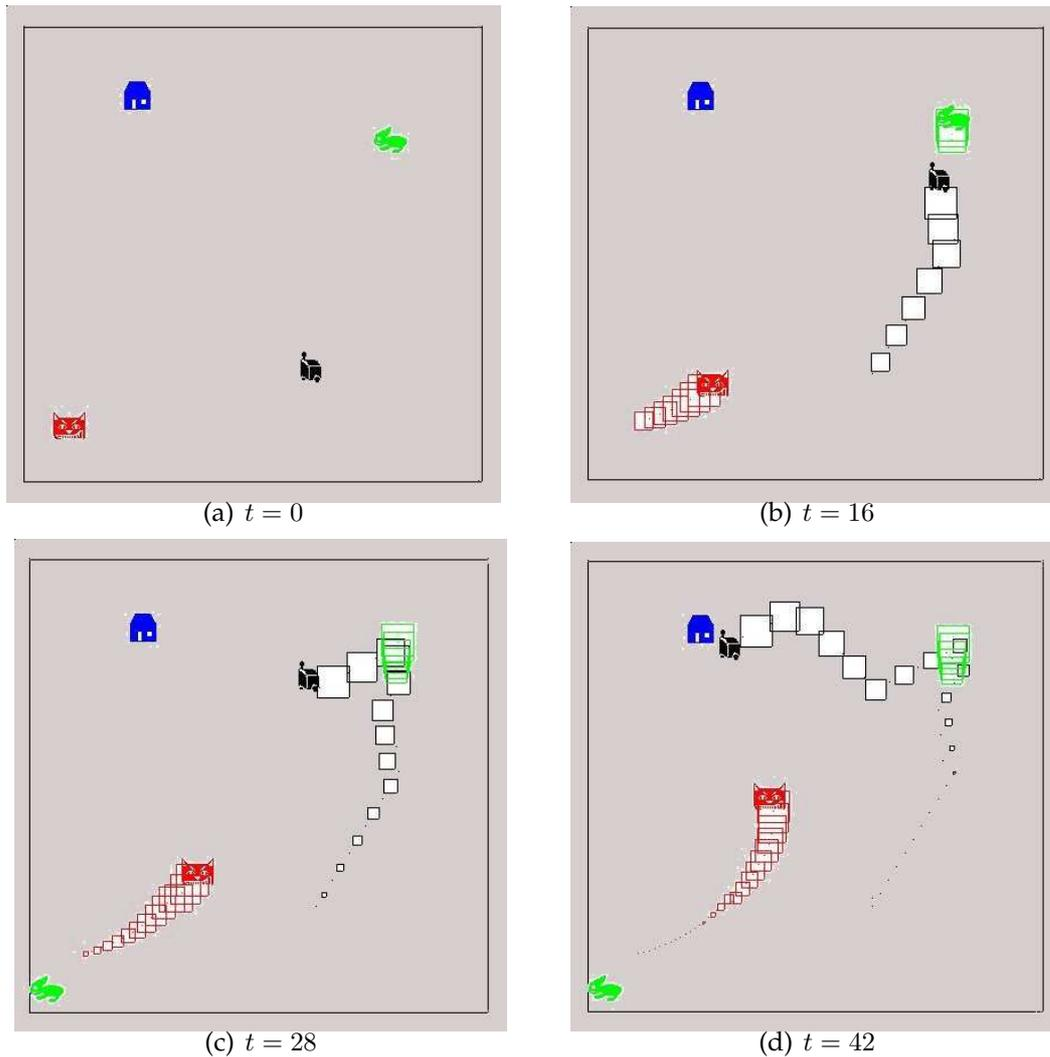 (a) t = 0
(b) t = 16
(c) t = 28
(d) t = 42